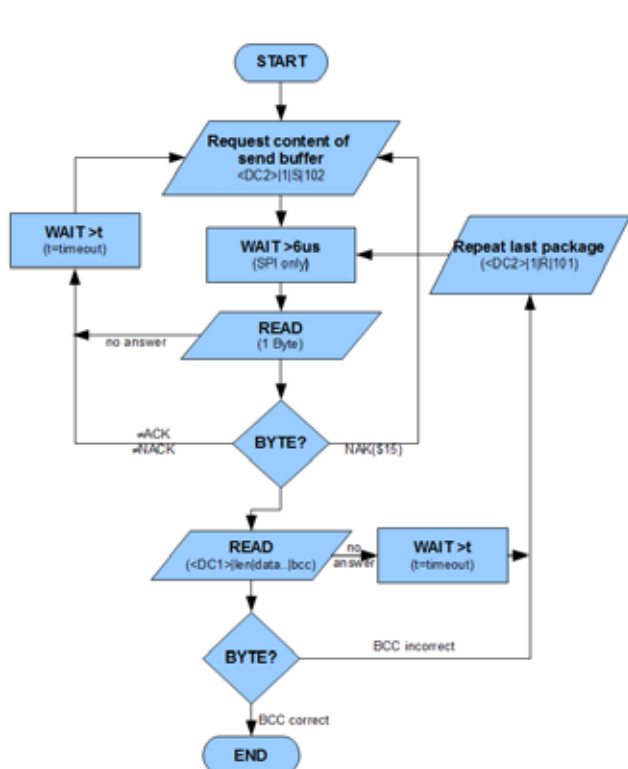 START
Request content of
send buffer
<DC2>|1|S|102
WAIT >t
(t=timeout)
WAIT >6us
(SPI only)
Repeat last package
(<DC2>|1|R|101)
READ
(1 Byte)
no answer
≠ACK
≠NACK
BYTE?
NAK($15)
READ
(<DC1>|len|data..|bcc)
no
answer
WAIT >t
(t=timeout)
BYTE?
BCC incorrect
BCC correct
END